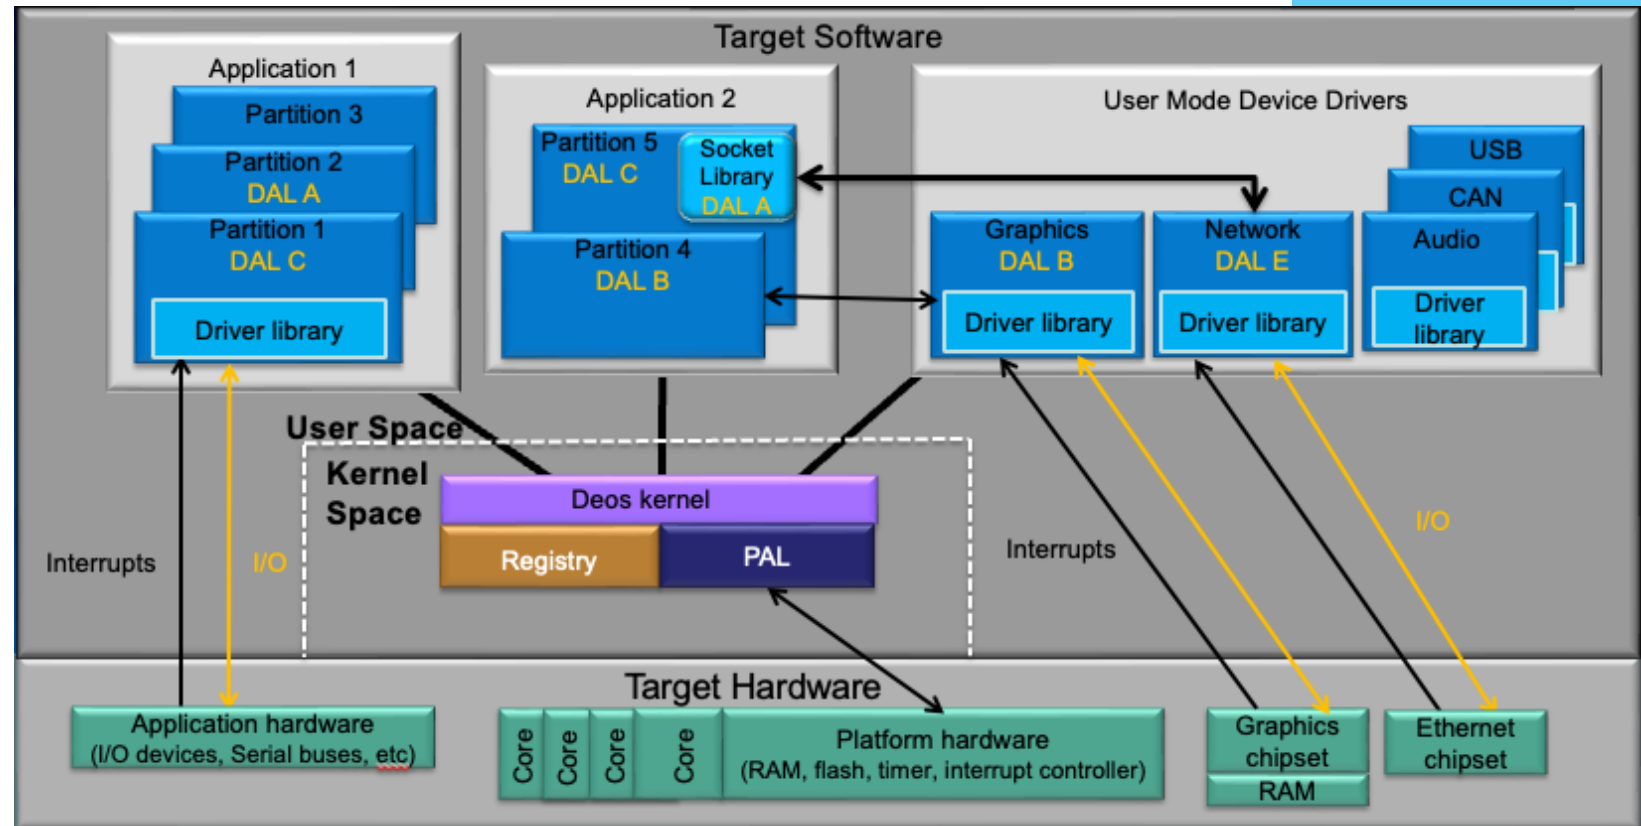 Target Software
Application 1
Partition 3
Partition 2
DAL A
Partition 1
DAL C
Driver library
Application 2
Partition 5
DAL C
Socket
Library
DAL A
Partition 4
DAL B
User Mode Device Drivers
USB
CAN
Audio
Driver
library
Graphics
DAL B
Driver library
Network
DAL E
Driver library
User Space
Kernel
Space
Deos kernel
Registry
PAL
Interrupts
I/O
Interrupts
I/O
Target Hardware
Application hardware
(I/O devices, Serial buses, etc)
Core
Core
Core
Core
Platform hardware
(RAM, flash, timer, interrupt controller)
Graphics
chipset
RAM
Ethernet
chipset